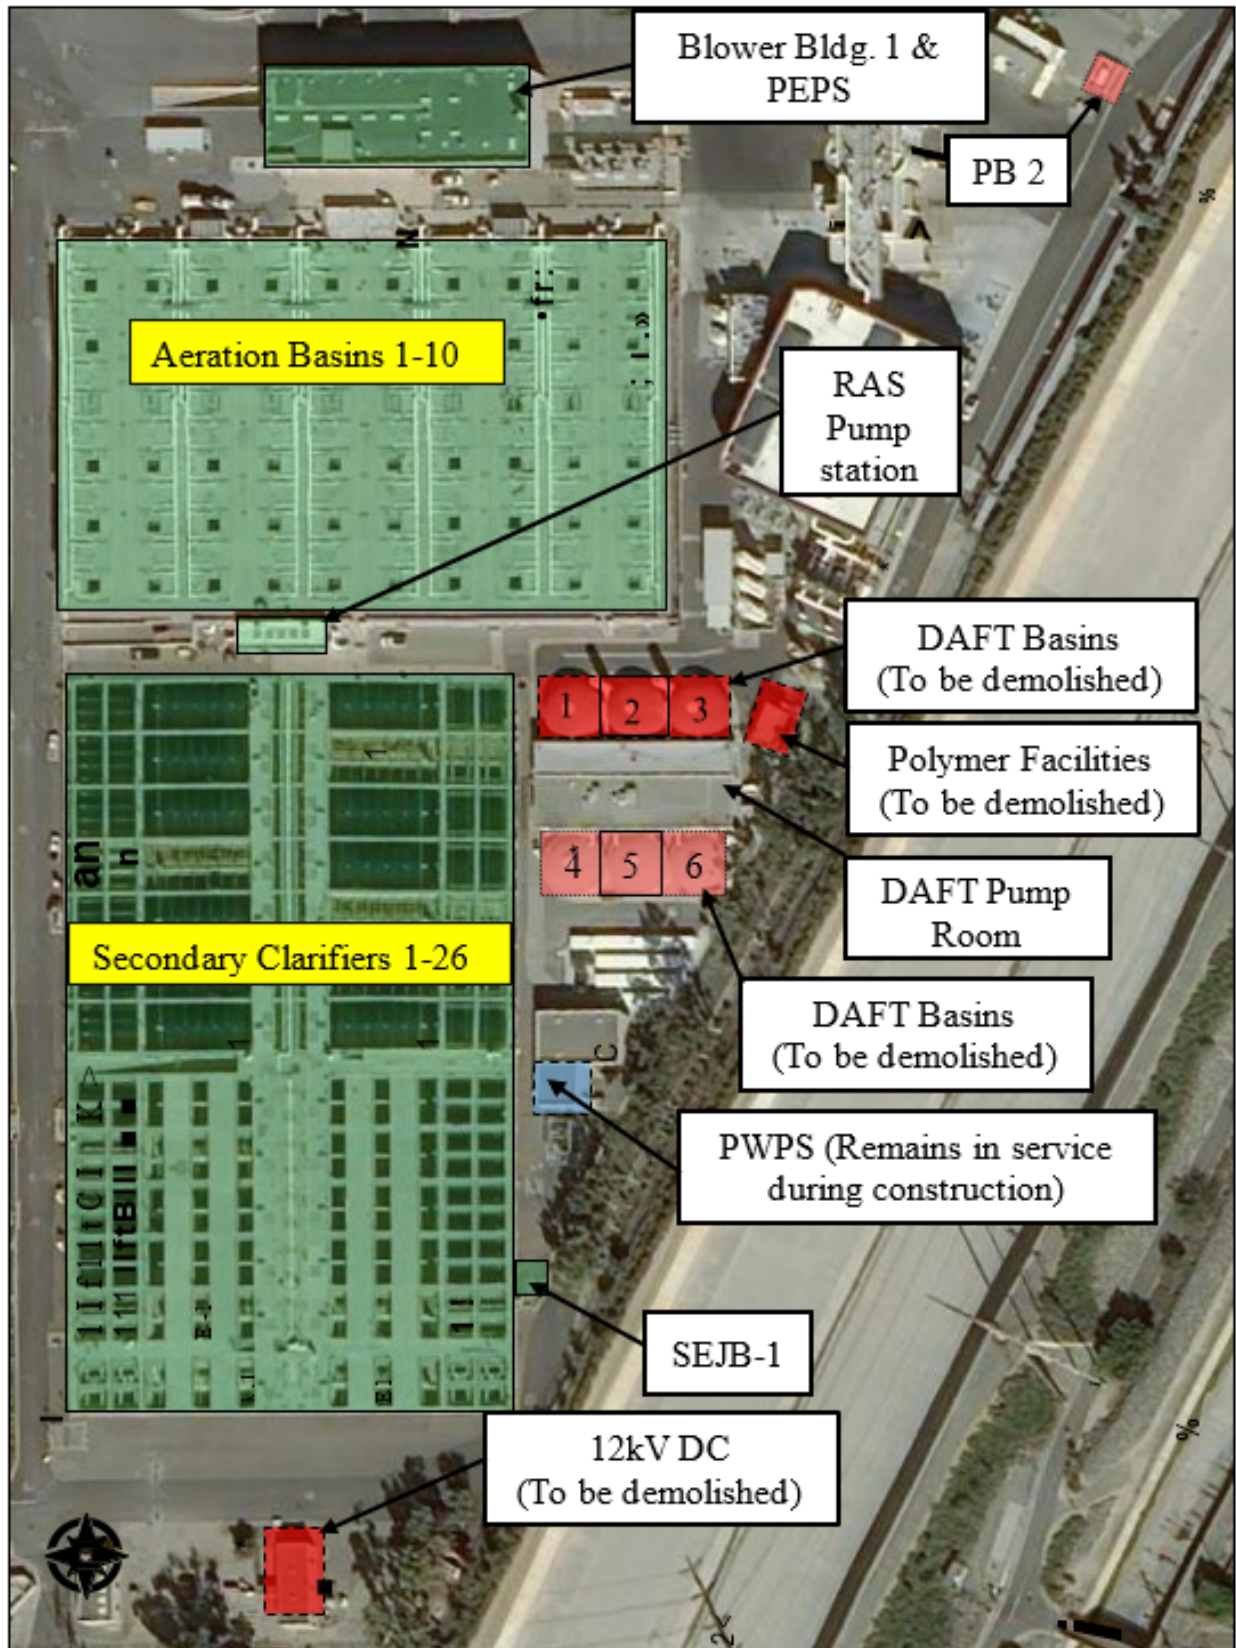 Blower Bldg. 1 &
PEPS
PB 2
Aeration Basins 1-10
RAS
Pump
station
DAFT Basins
(To be demolished)
1 2 3
Polymer Facilities
(To be demolished)
4 5 6
DAFT Pump
Room
Secondary Clarifiers 1-26
DAFT Basins
(To be demolished)
PWPS (Remains in service
during construction)
SEJB-1
12kV DC
(To be demolished)